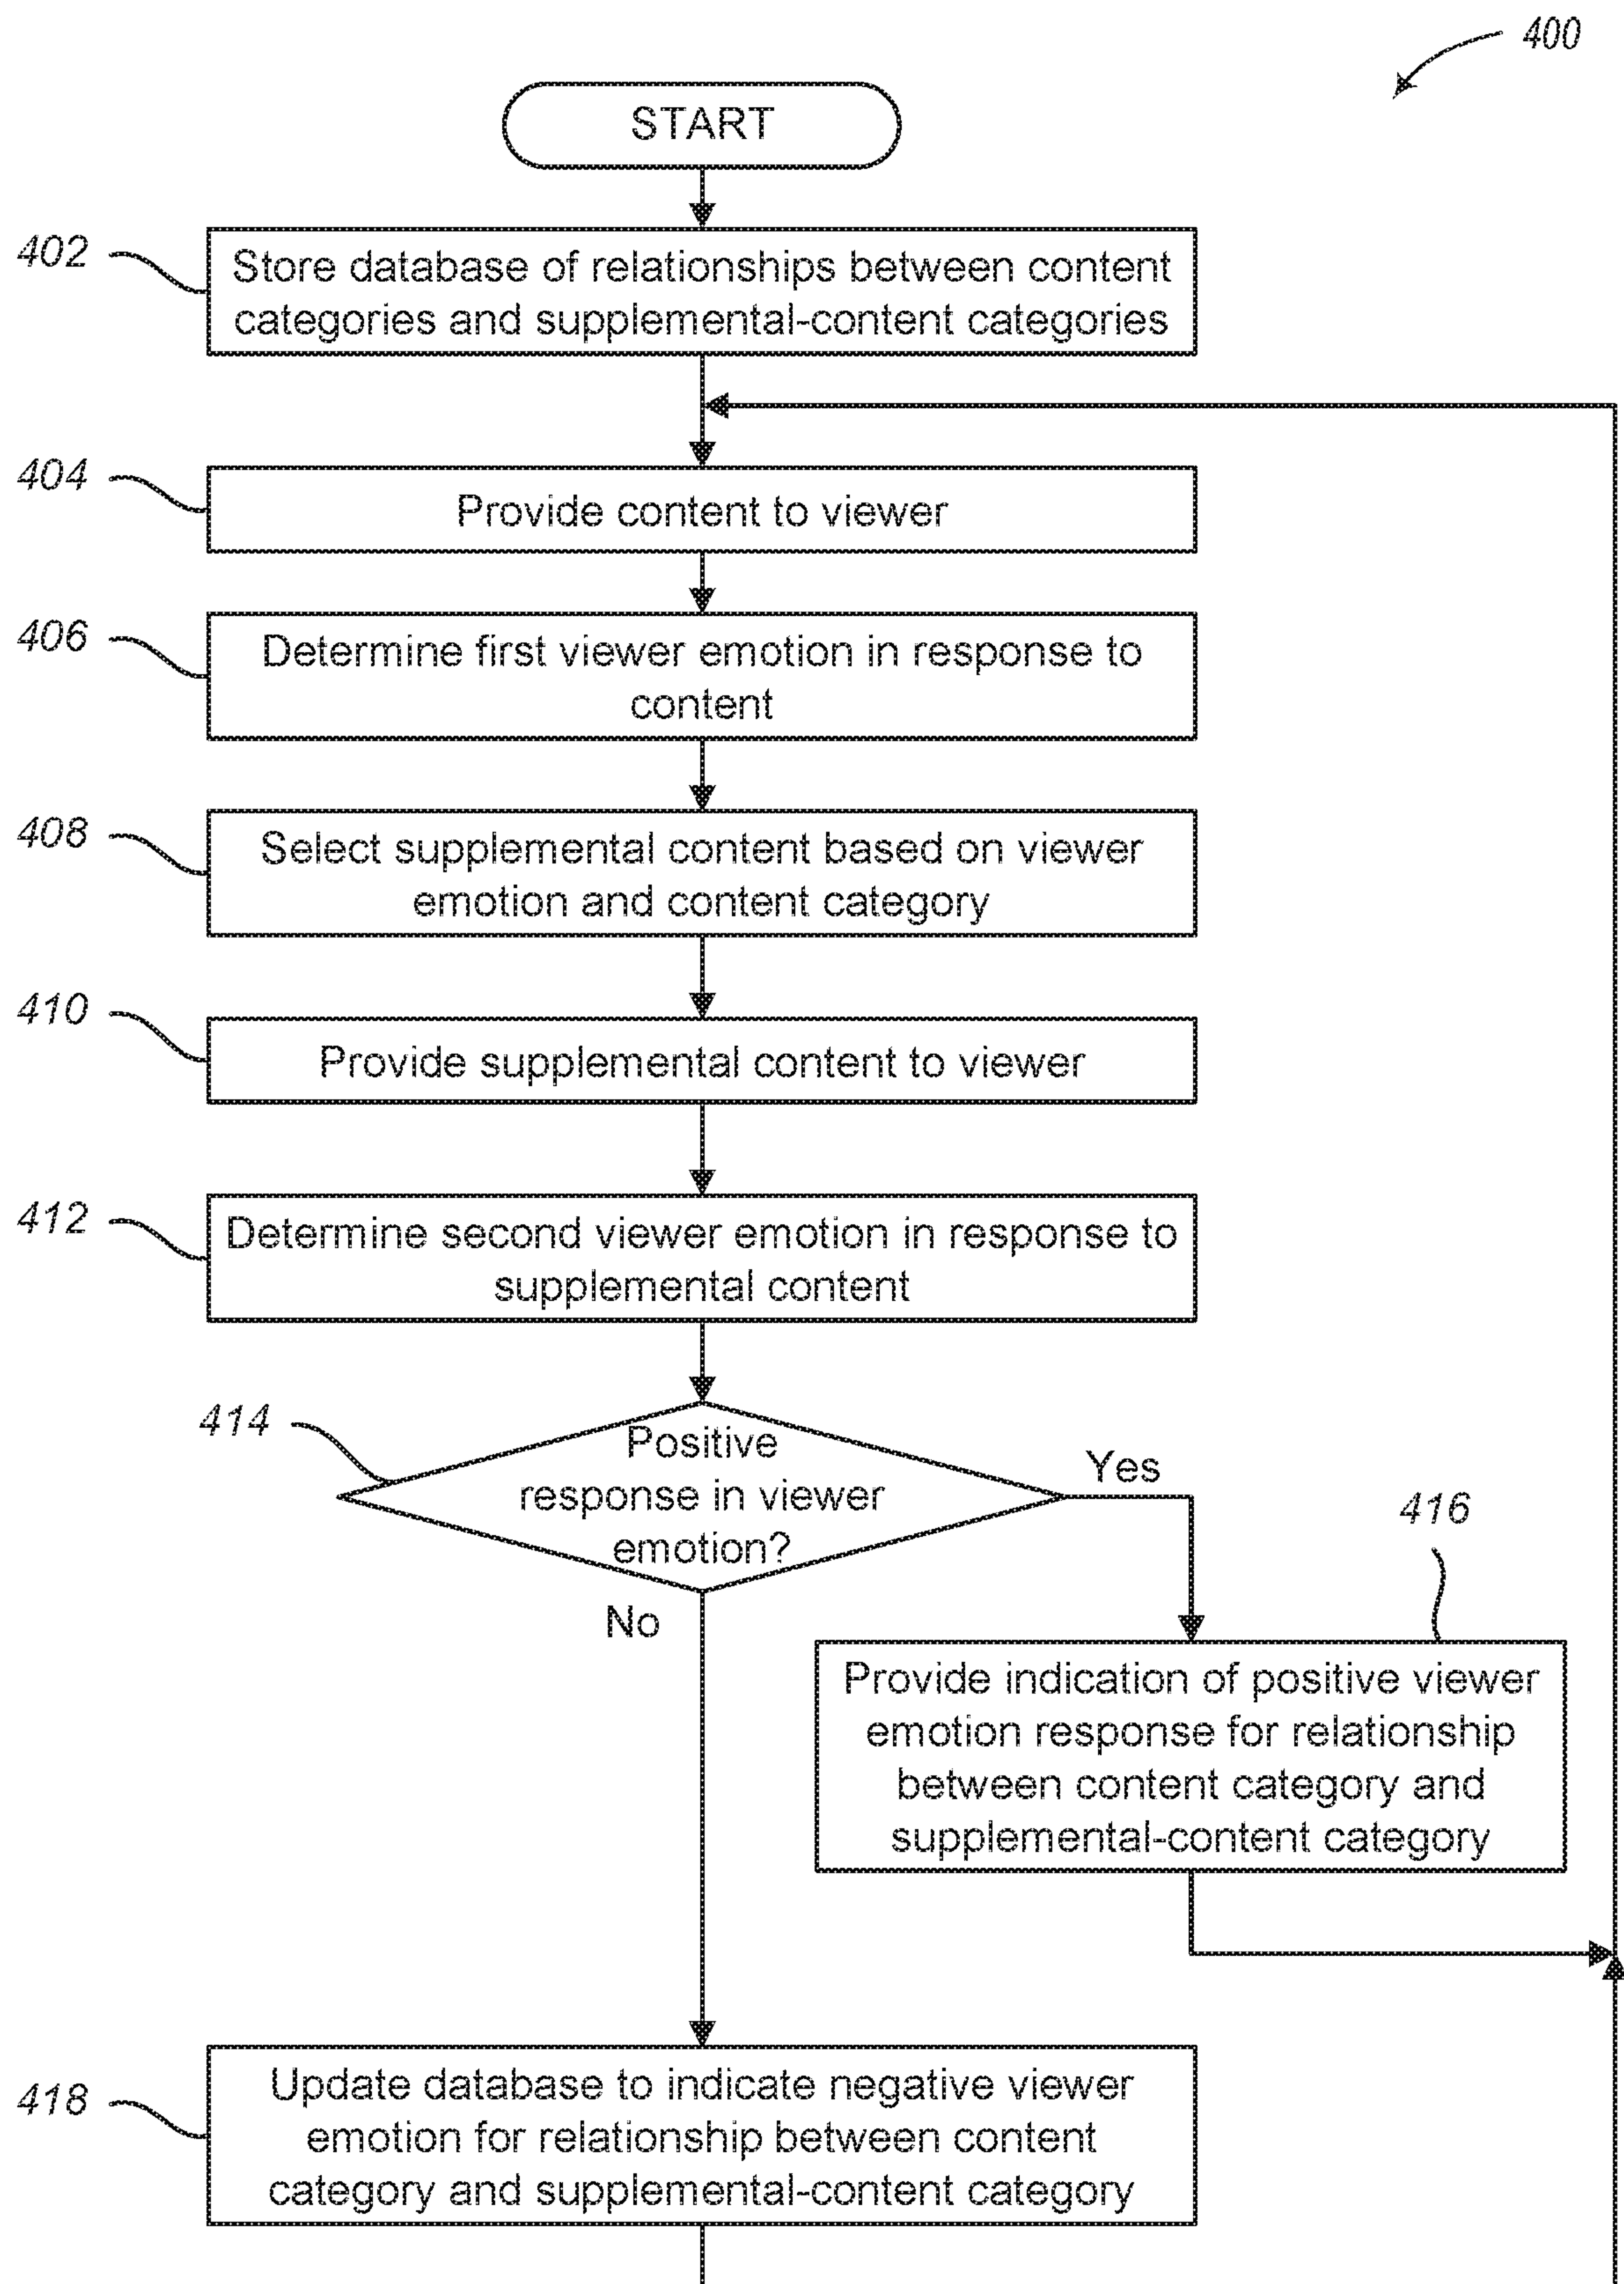 400
START
402
Store database of relationships between content
categories and supplemental-content categories
404
Provide content to viewer
406
Determine first viewer emotion in response to
content
408
Select supplemental content based on viewer
emotion and content category
410
Provide supplemental content to viewer
412
Determine second viewer emotion in response to
supplemental content
414
Positive
response in viewer
emotion?
Yes
No
416
Provide indication of positive viewer
emotion response for relationship
between content category and
supplemental-content category
418
Update database to indicate negative viewer
emotion for relationship between content
category and supplemental-content category